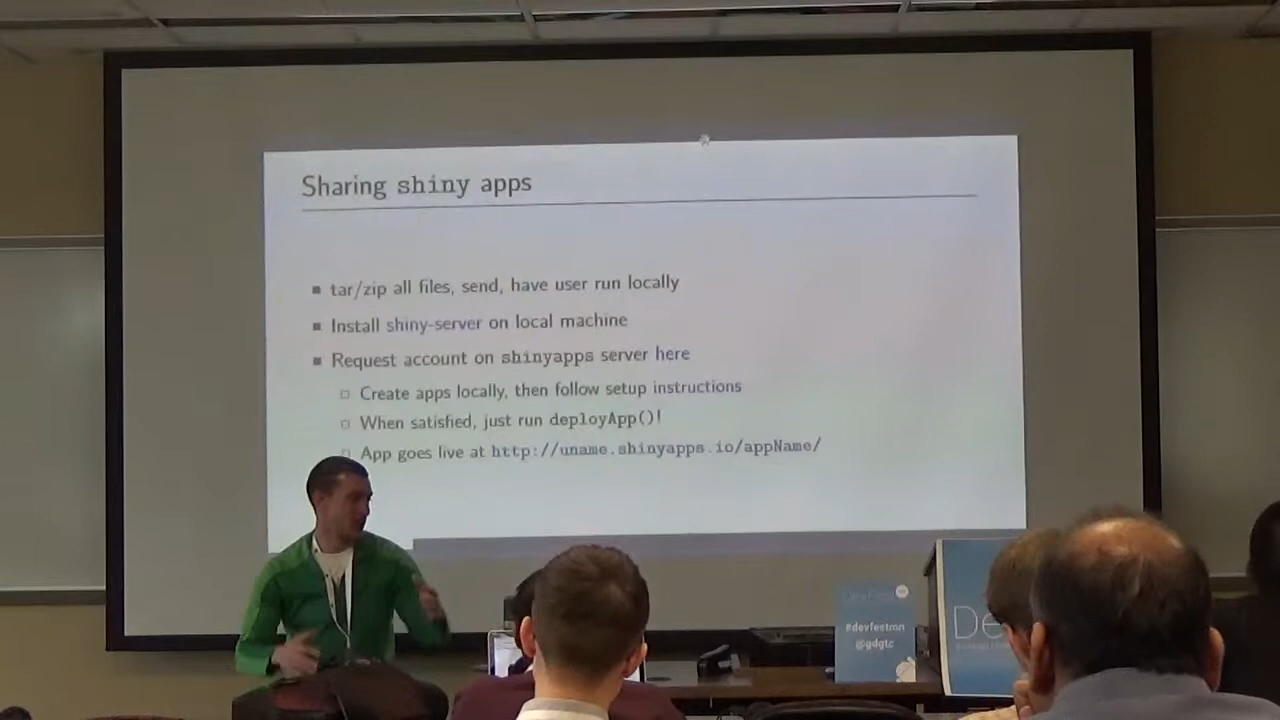 Sharing shiny apps
tar/zip all files, send, have user run locally
Install shiny-server on local machine
Request account on shinyapps server here
Create apps locally, then follow setup instructions
When satisfied, just run deployApp()!
App goes live at http://uname.shinyapps.io/appName/
#devfestmn
@gdgtc
De